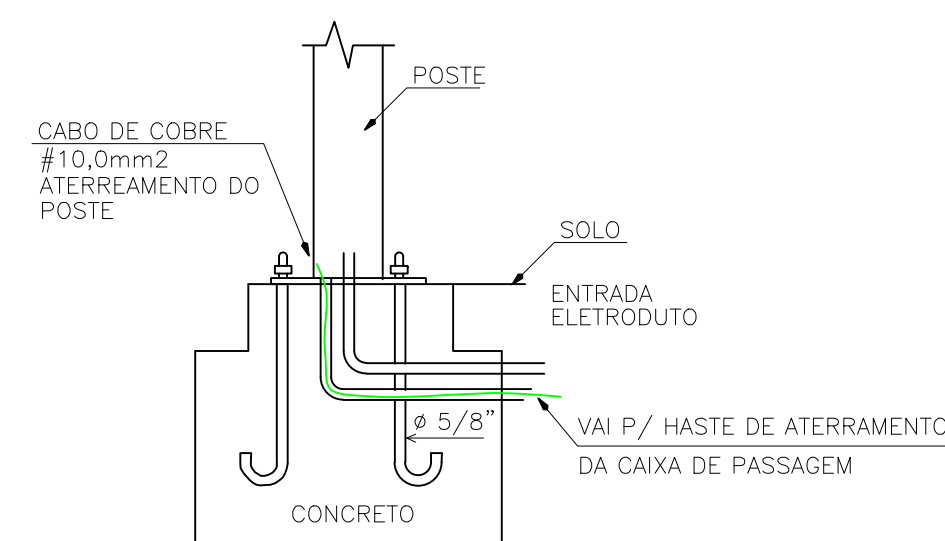 POSTE
CABO DE COBRE
#10,0mm2
ATERREAMENTO DO
POSTE
SOLO
ENTRADA
ELETRODUTO
Ø 5/8"
VAI P/ HASTE DE ATERRAMENTO
DA CAIXA DE PASSAGEM
CONCRETO